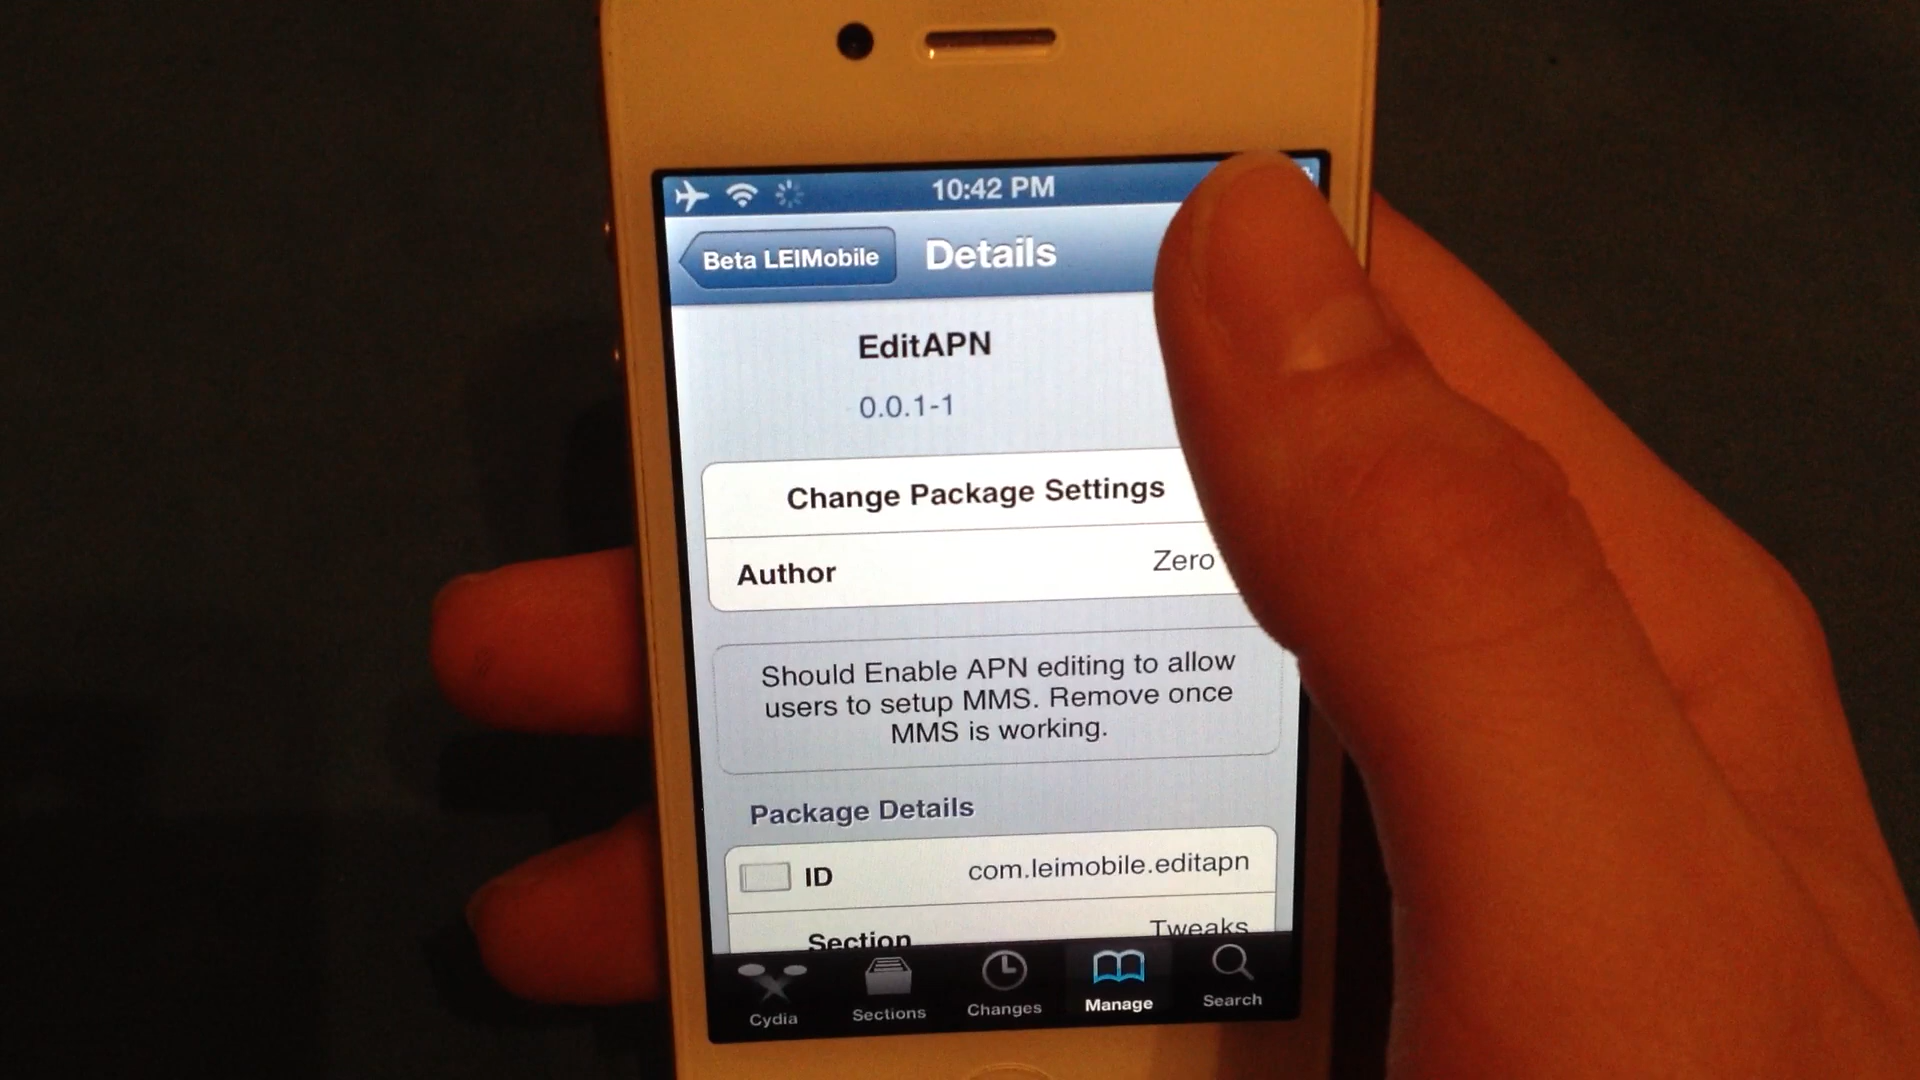 10:42 PM
Beta LEIMobile
Details
EditAPN
0.0.1-1
Change Package Settings
Author Zero
Should Enable APN editing to allow
users to setup MMS. Remove once
MMS is working.
Package Details
ID com.leimobile.editapn
Section Tweaks
Cydia Sections Changes Manage Search